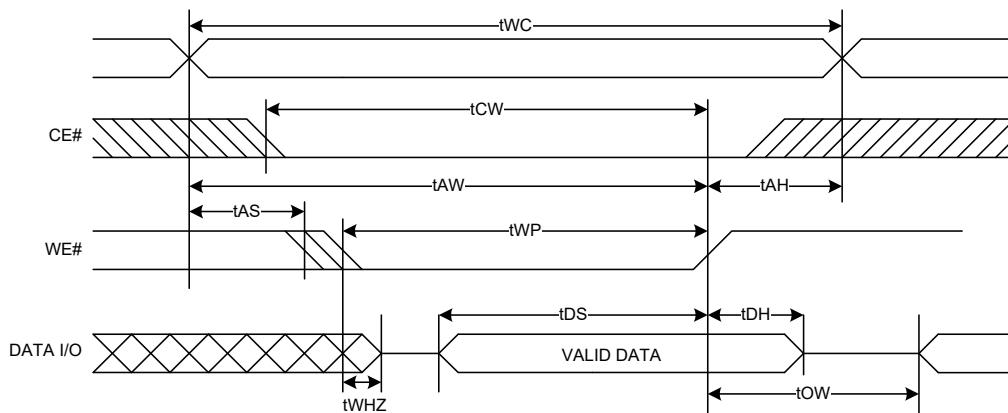 tWC
tCW
CE#
tAW
tAH
tAS
tWP
WE#
tDS
tDH
DATA I/O
VALID DATA
tOW
tWHZ